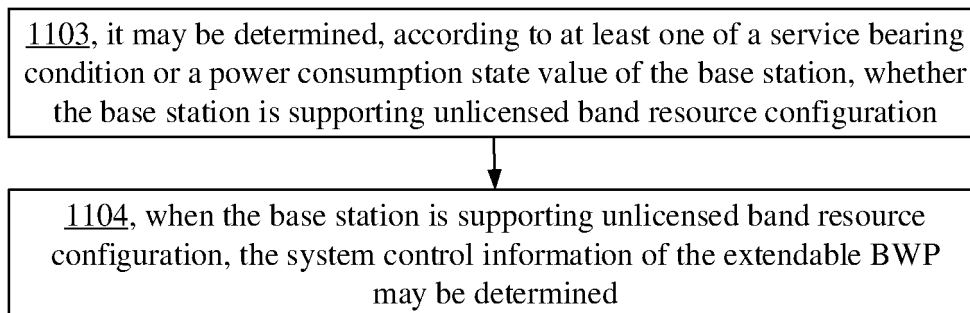 1103, it may be determined, according to at least one of a service bearing
condition or a power consumption state value of the base station, whether
the base station is supporting unlicensed band resource configuration
1104, when the base station is supporting unlicensed band resource
configuration, the system control information of the extendable BWP
may be determined